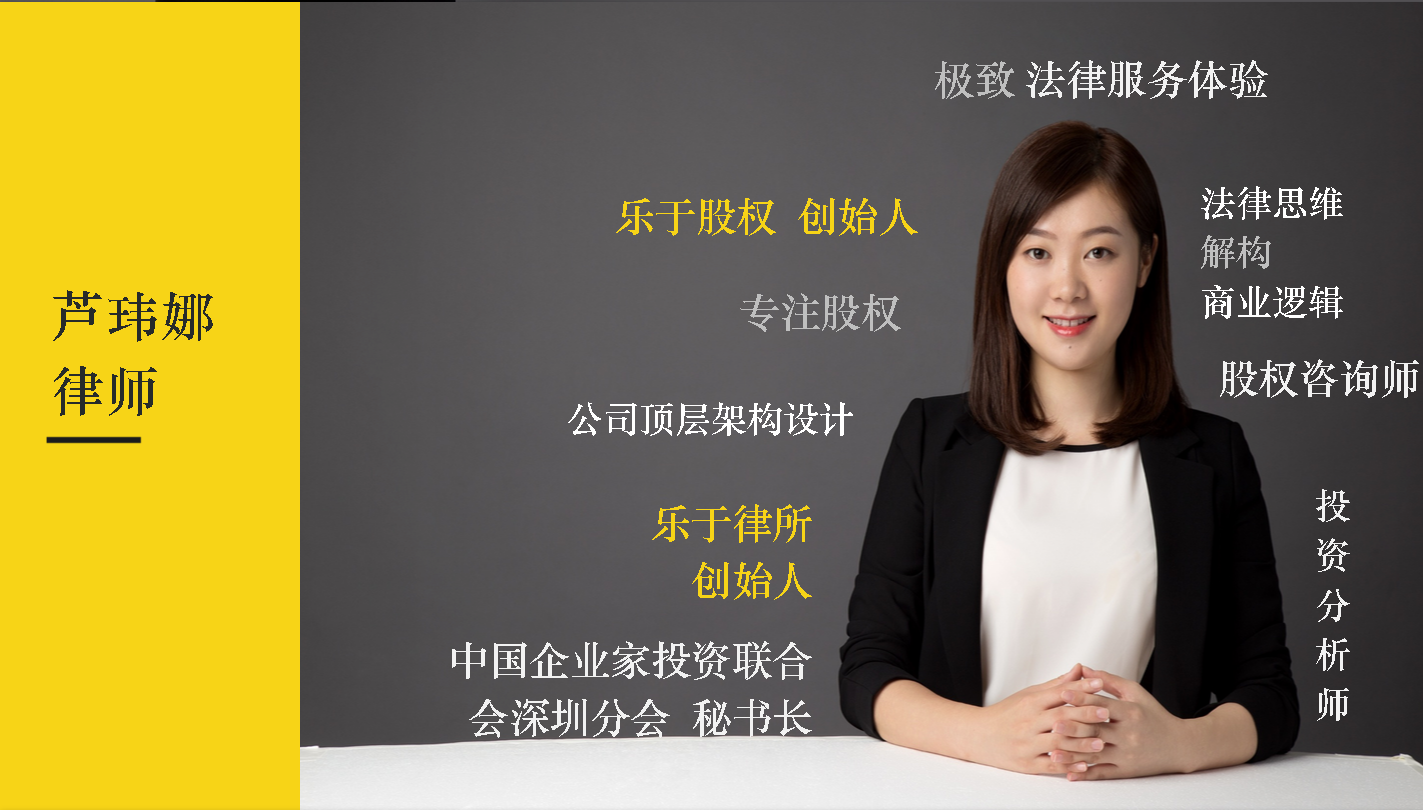 芦玮娜
律师
极致 法律服务体验
乐于股权 创始人
专注股权
公司顶层架构设计
乐于律所
创始人
中国企业家投资联合
会深圳分会 秘书长
法律思维
解构
商业逻辑
股权咨询师
投资分析师